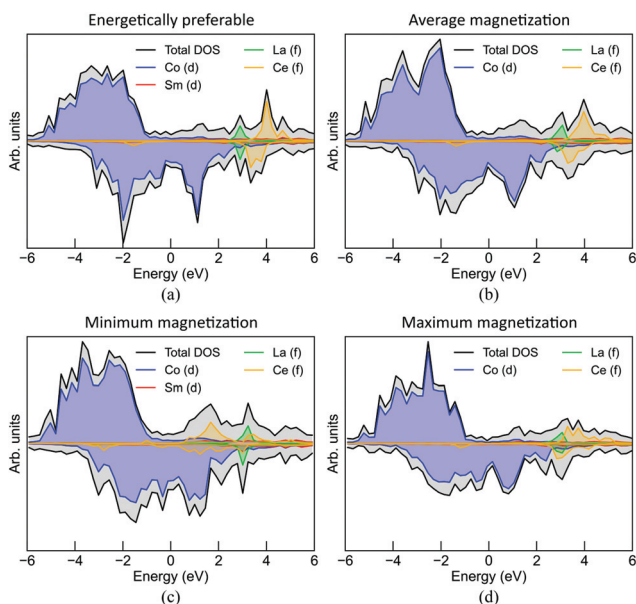 Energetically preferable
Arb. units
Total DOS
Co (d)
Sm (d)
La (f)
Ce (f)
−6 −4 −2 0 2 4 6
Energy (eV)
(a)
Average magnetization
Arb. units
Total DOS
Co (d)
La (f)
Ce (f)
−6 −4 −2 0 2 4 6
Energy (eV)
(b)
Minimum magnetization
Arb. units
Total DOS
Co (d)
Sm (d)
La (f)
Ce (f)
−6 −4 −2 0 2 4 6
Energy (eV)
(c)
Maximum magnetization
Arb. units
Total DOS
Co (d)
La (f)
Ce (f)
−6 −4 −2 0 2 4 6
Energy (eV)
(d)